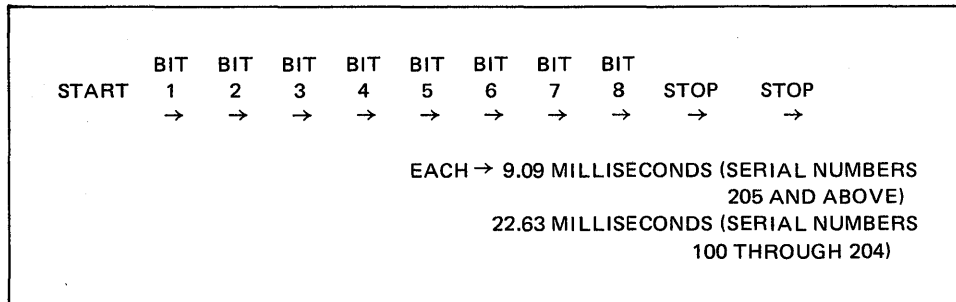 BIT BIT BIT BIT BIT BIT BIT BIT
START 1 2 3 4 5 6 7 8 STOP STOP
→ → → → → → → → → →
EACH → 9.09 MILLISECONDS (SERIAL NUMBERS
205 AND ABOVE)
22.63 MILLISECONDS (SERIAL NUMBERS
100 THROUGH 204)